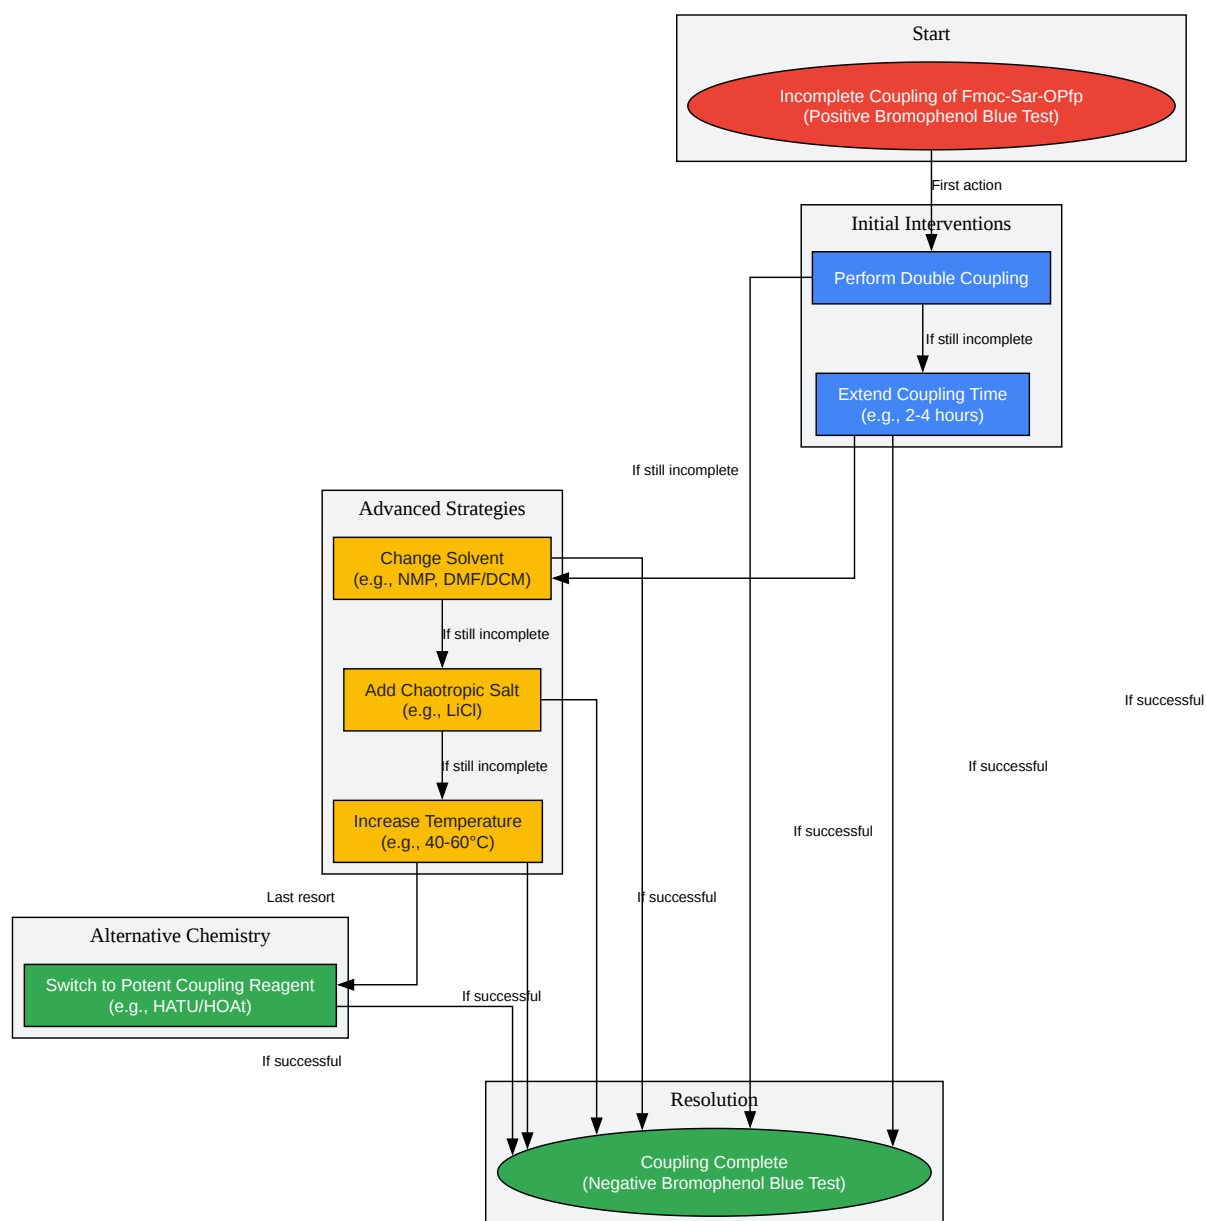 Start
Incomplete Coupling of Fmoc-Sar-OPfp
(Positive Bromophenol Blue Test)
First action
Initial Interventions
Perform Double Coupling
If still incomplete
Extend Coupling Time
(e.g., 2-4 hours)
If still incomplete
Advanced Strategies
Change Solvent
(e.g., NMP, DMF/DCM)
If still incomplete
Add Chaotropic Salt
(e.g., LiCl)
If successful
If still incomplete
If successful
Increase Temperature
(e.g., 40-60°C)
If successful
Last resort
If successful
Alternative Chemistry
Switch to Potent Coupling Reagent
(e.g., HATU/HOAt)
If successful
If successful
Resolution
Coupling Complete
(Negative Bromophenol Blue Test)